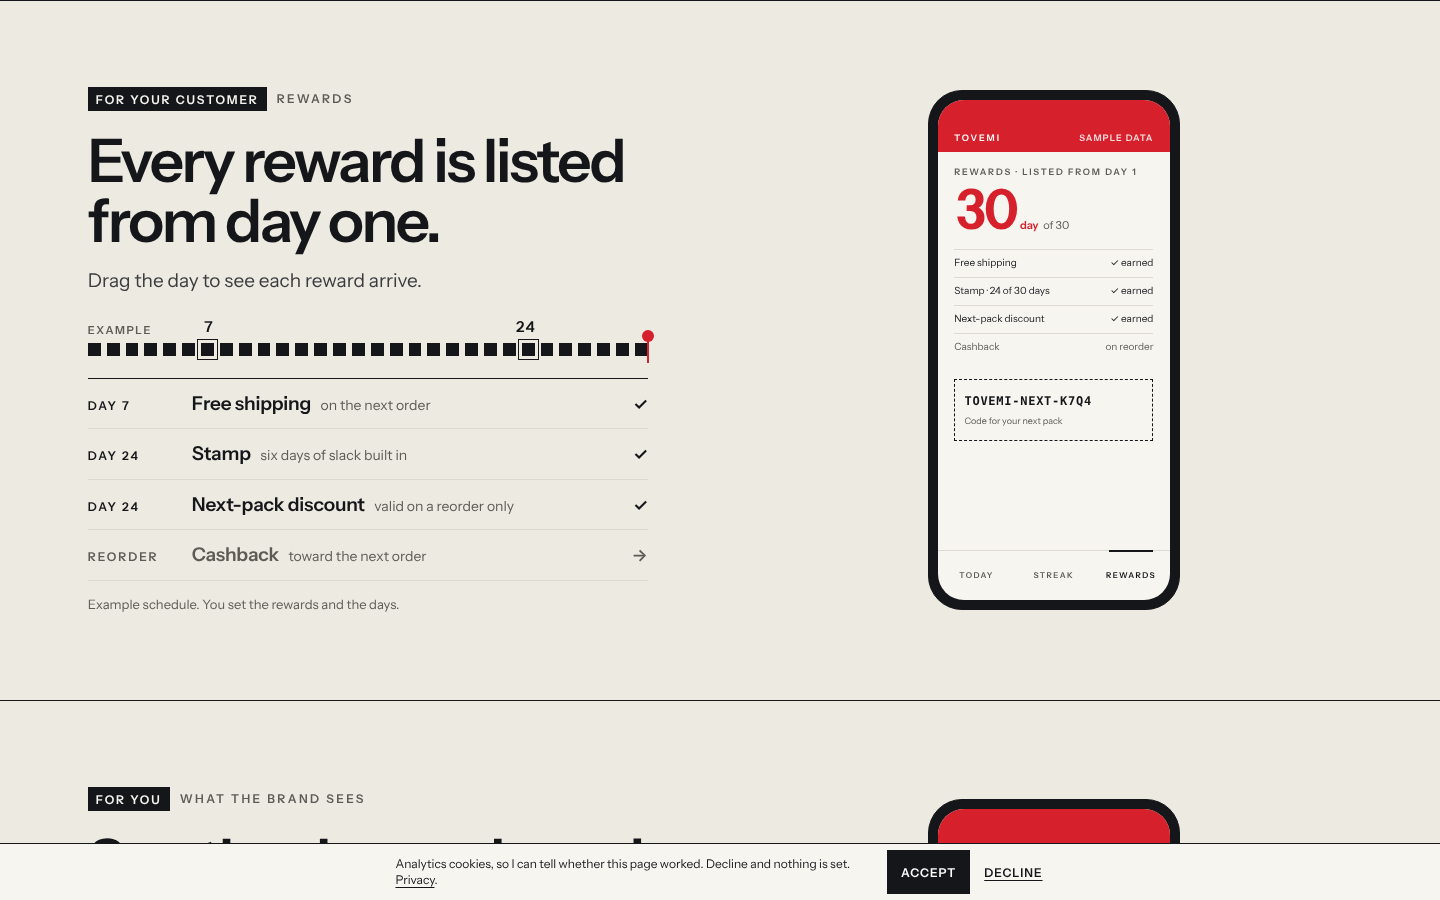 FOR YOUR CUSTOMER REWARDS
Every reward is listed
from day one.
Drag the day to see each reward arrive.
EXAMPLE 7 24
DAY 7 Free shipping on the next order ✓
DAY 24 Stamp six days of slack built in ✓
DAY 24 Next-pack discount valid on a reorder only ✓
REORDER Cashback toward the next order →
Example schedule. You set the rewards and the days.
TOVEMI SAMPLE DATA
REWARDS · LISTED FROM DAY 1
30 day of 30
Free shipping ✓ earned
Stamp · 24 of 30 days ✓ earned
Next-pack discount ✓ earned
Cashback on reorder
TOVEMI-NEXT-K7Q4
Code for your next pack
TODAY STREAK REWARDS
FOR YOU WHAT THE BRAND SEES
Analytics cookies, so I can tell whether this page worked. Decline and nothing is set.
Privacy.
ACCEPT DECLINE